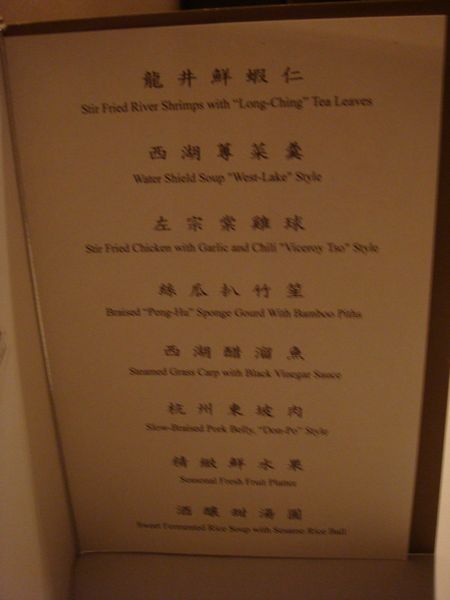 龍井鮮蝦仁
Stir Fried River Shrimps with "Long-Ching" Tea Leaves
西湖蓴菜羹
Water Shield Soup "West-Lake" Style
左宗棠雞球
Stir Fried Chicken with Garlic and Chili "Viceroy Tso" Style
絲瓜扒竹笙
Braised "Peng-Hu" Sponge Gourd With Bamboo Piths
西湖醋溜魚
Steamed Grass Carp with Black Vinegar Sauce
杭州東坡肉
Slow-Braised Pork Belly, "Don-Po" Style
精緻鮮水果
Seasonal Fresh Fruit Platter
酒釀甜湯圓
Sweet Fermented Rice Soup with Sesame Rice Ball